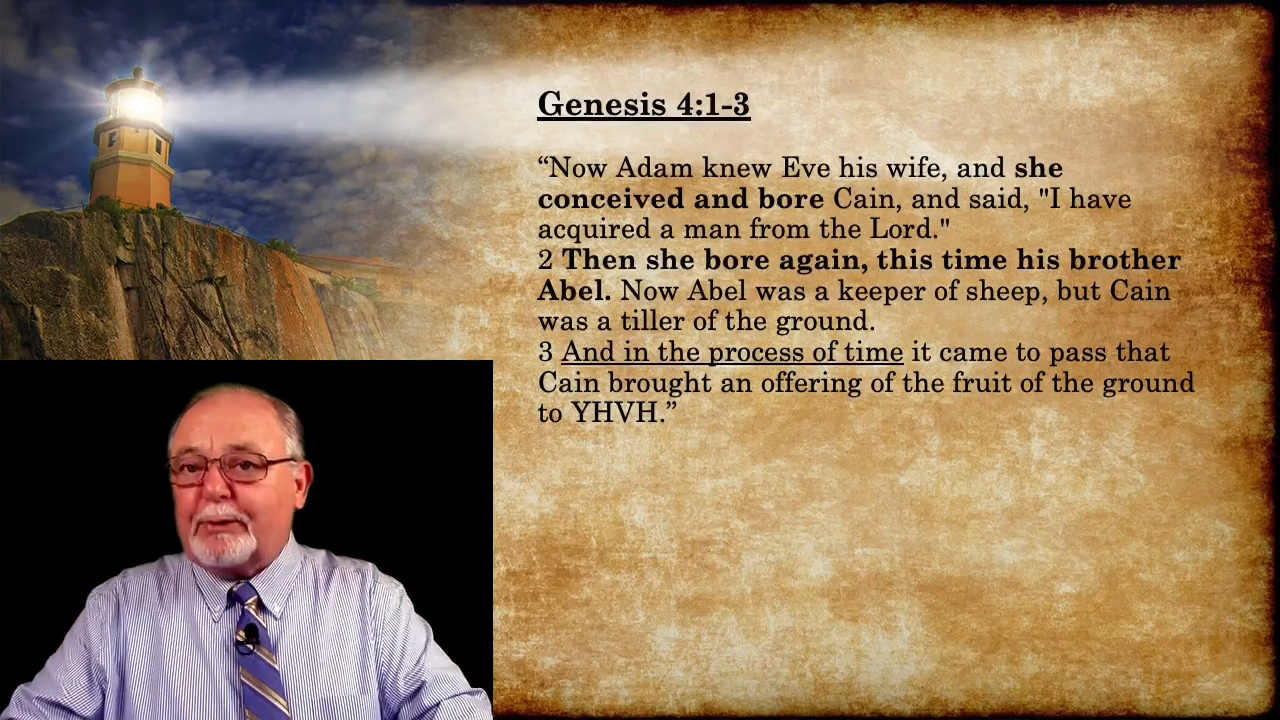 Genesis 4:1-3
“Now Adam knew Eve his wife, and she
conceived and bore Cain, and said, "I have
acquired a man from the Lord."
2 Then she bore again, this time his brother
Abel. Now Abel was a keeper of sheep, but Cain
was a tiller of the ground.
3 And in the process of time it came to pass that
Cain brought an offering of the fruit of the ground
to YHVH.”